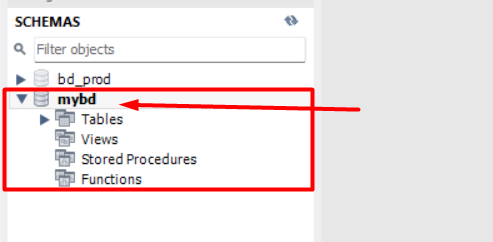 SCHEMAS
Filter objects
bd_prod
mybd
Tables
Views
Stored Procedures
Functions